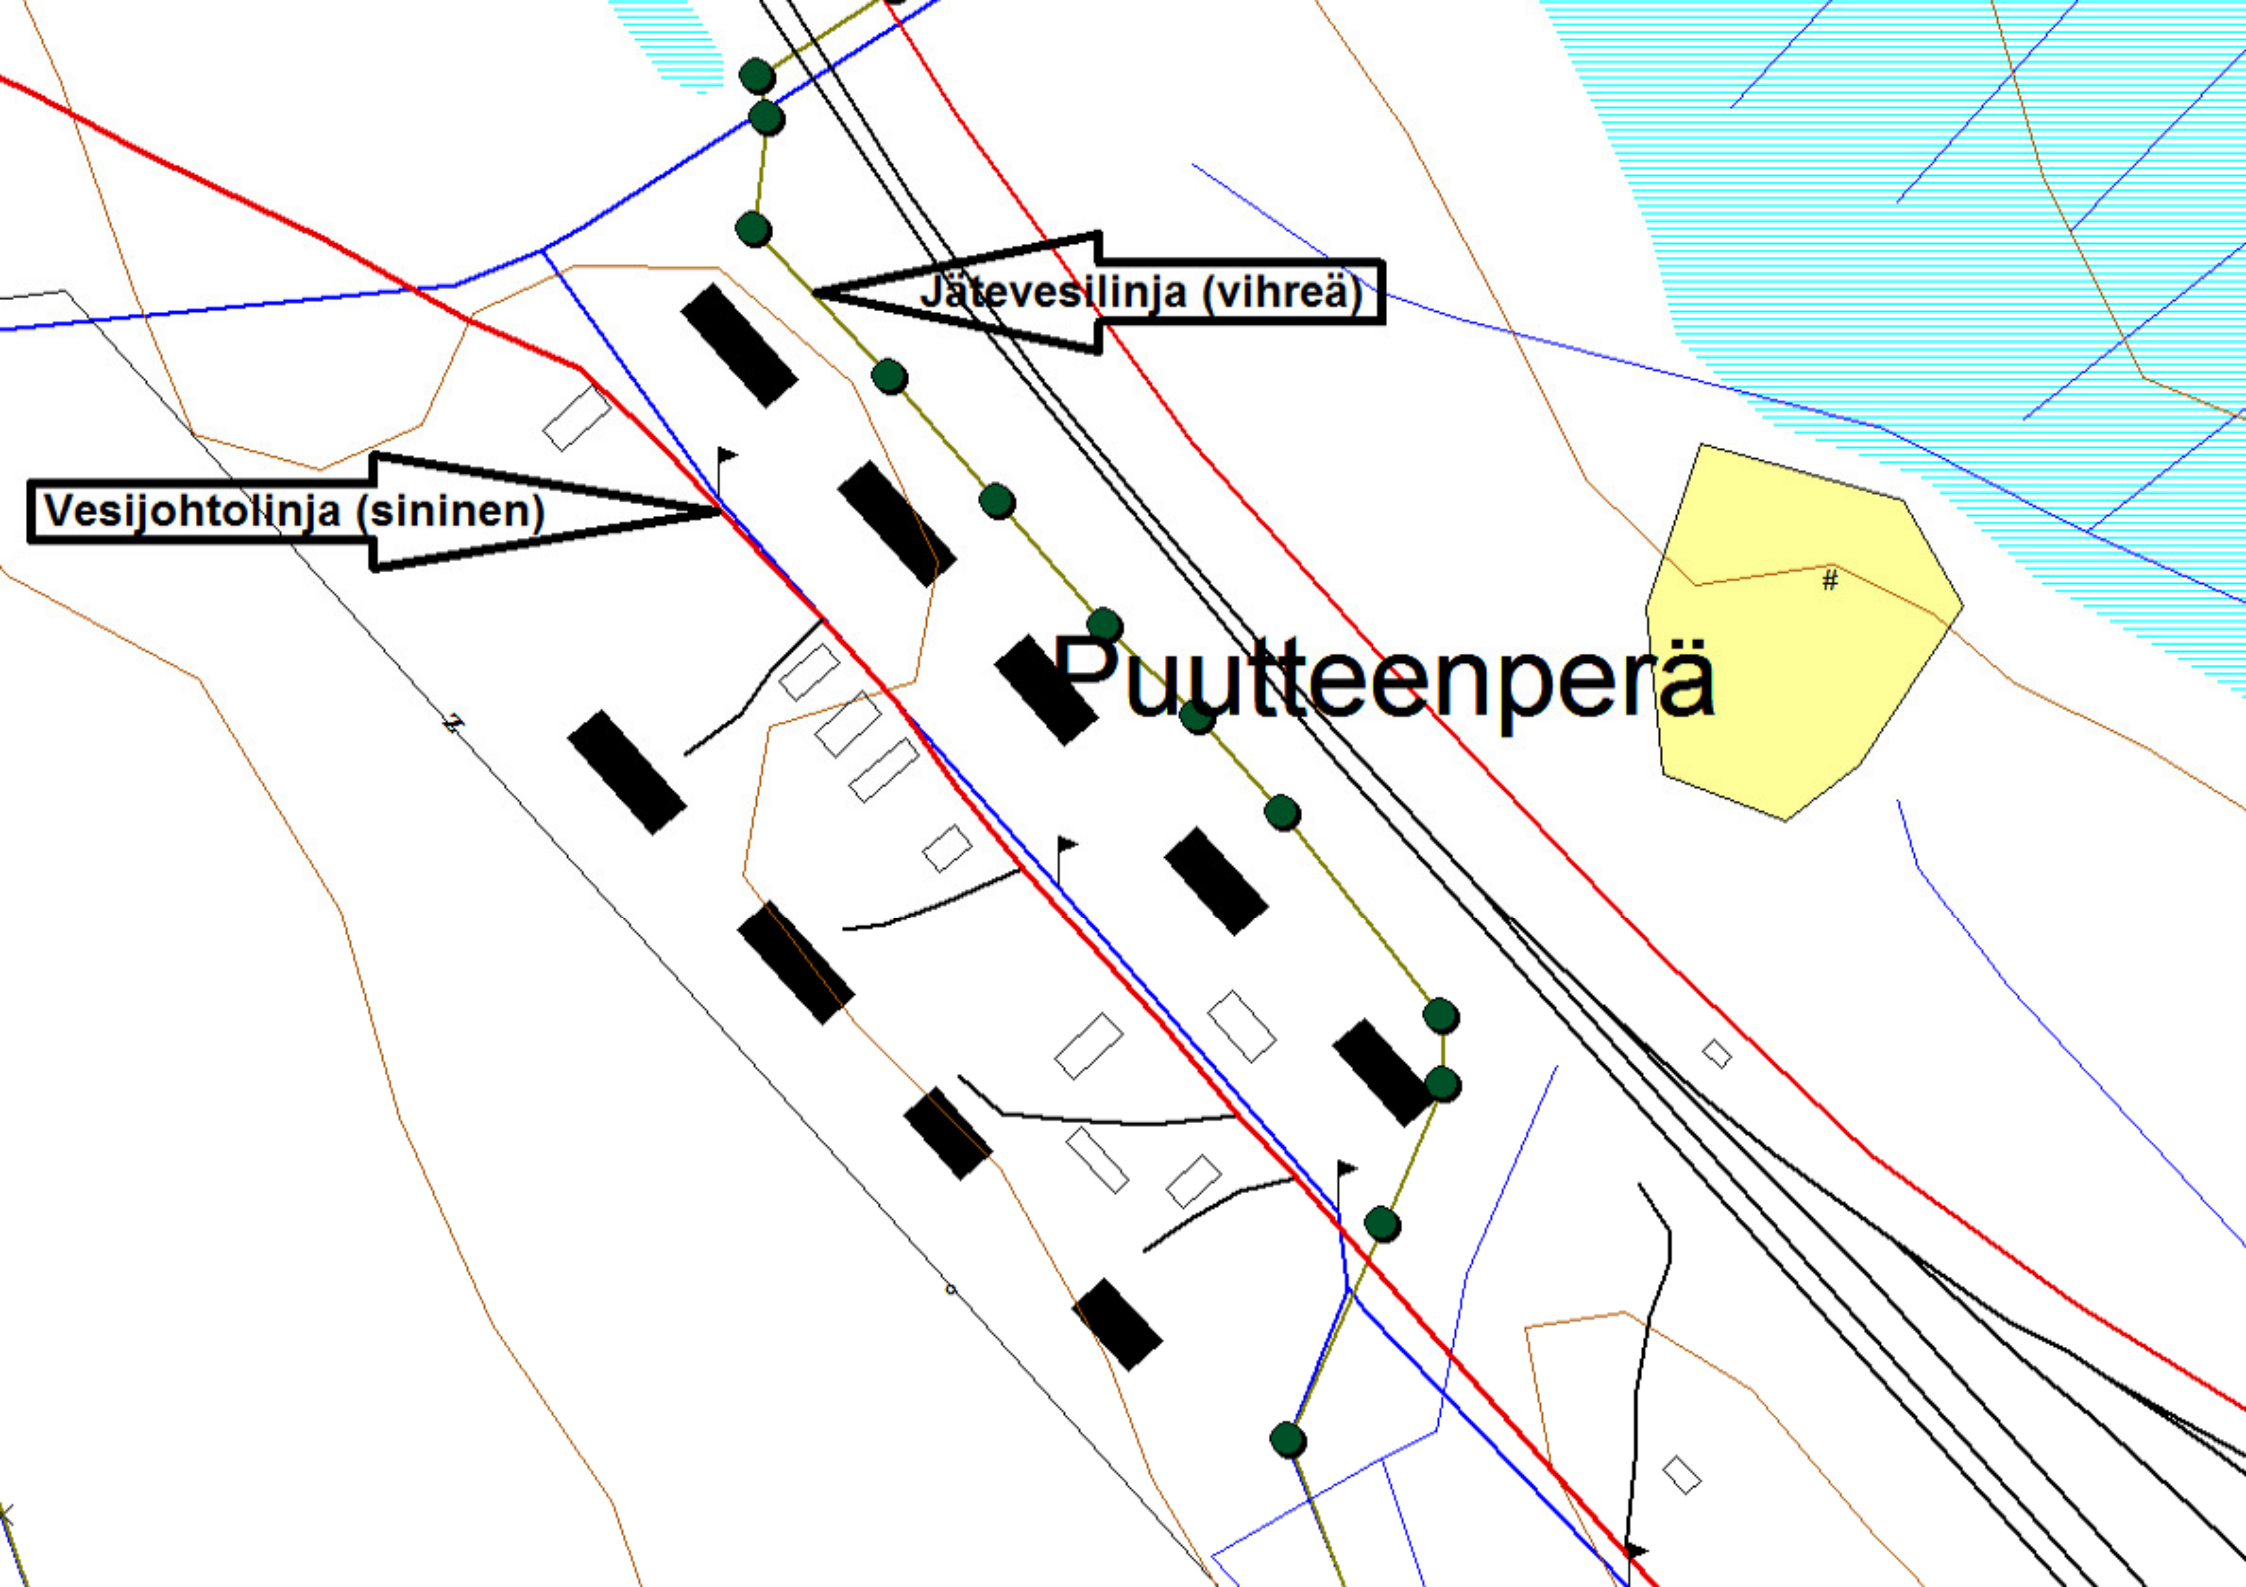 Jätevesilinja (vihreä)
Vesijohtolinja (sininen)
#
Puutteenperä
z